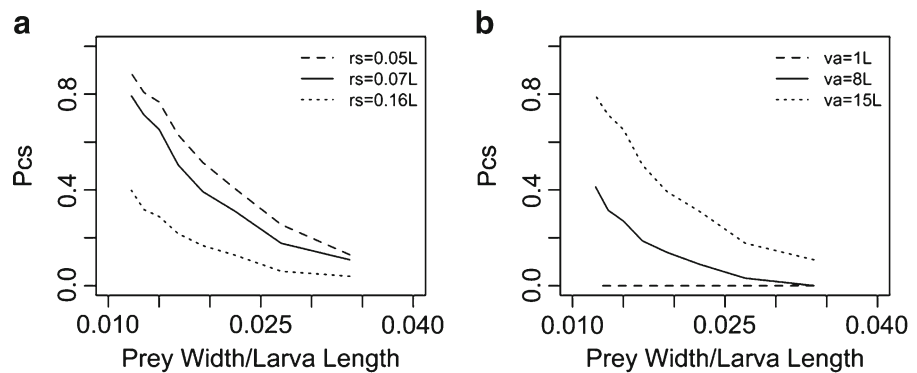 a
rs=0.05L
rs=0.07L
rs=0.16L
Pcs
0.8
0.4
0.0
0.010
0.025
0.040
Prey Width/Larva Length
b
va=1L
va=8L
va=15L
Pcs
0.8
0.4
0.0
0.010
0.025
0.040
Prey Width/Larva Length